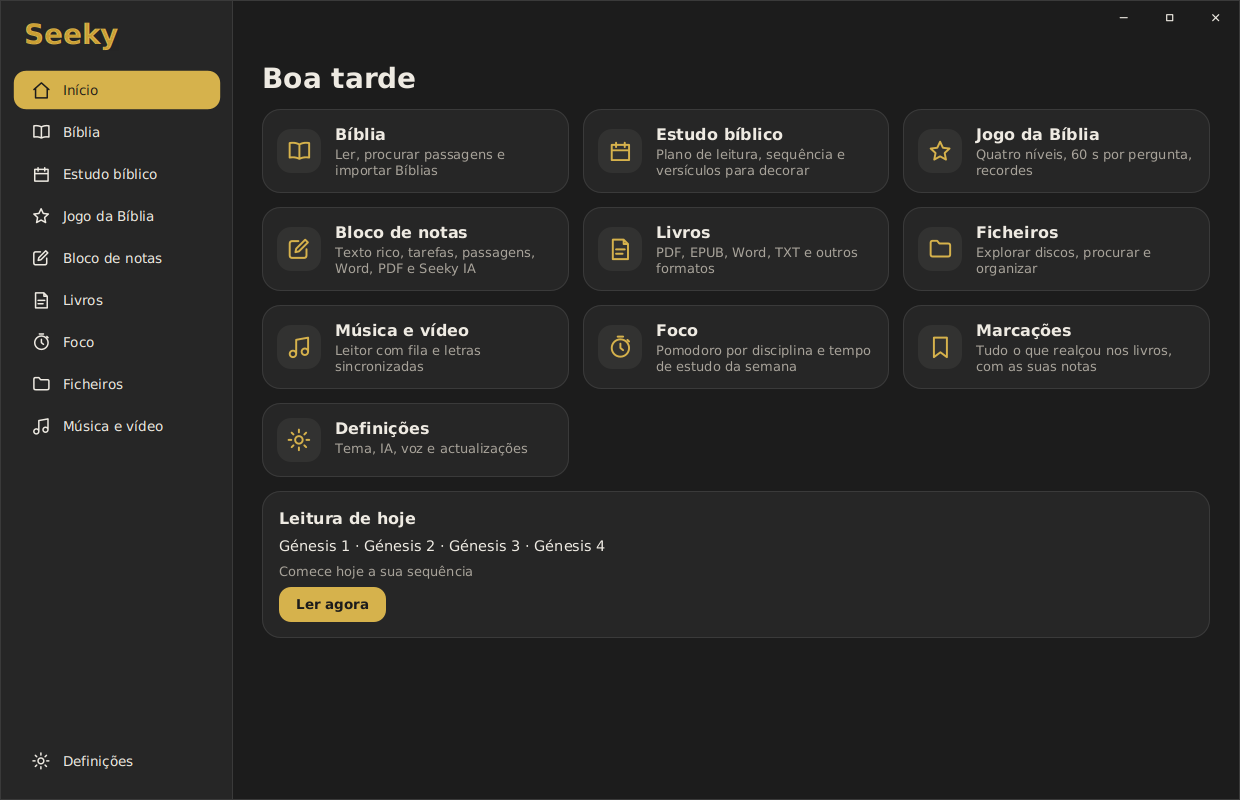 Seeky
Início
Bíblia
Estudo bíblico
Jogo da Bíblia
Bloco de notas
Livros
Foco
Ficheiros
Música e vídeo
Definições
Boa tarde
Bíblia
Ler, procurar passagens e
importar Bíblias
Estudo bíblico
Plano de leitura, sequência e
versículos para decorar
Jogo da Bíblia
Quatro níveis, 60 s por pergunta,
recordes
Bloco de notas
Texto rico, tarefas, passagens,
Word, PDF e Seeky IA
Livros
PDF, EPUB, Word, TXT e outros
formatos
Ficheiros
Explorar discos, procurar e
organizar
Música e vídeo
Leitor com fila e letras
sincronizadas
Foco
Pomodoro por disciplina e tempo
de estudo da semana
Marcações
Tudo o que realçou nos livros,
com as suas notas
Definições
Tema, IA, voz e actualizações
Leitura de hoje
Génesis 1 · Génesis 2 · Génesis 3 · Génesis 4
Comece hoje a sua sequência
Ler agora